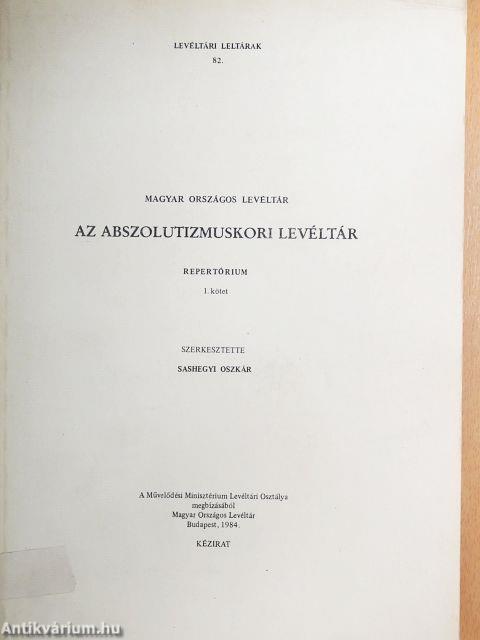 LEVÉLTÁRI LELTÁRAK
82.
MAGYAR ORSZÁGOS LEVÉLTÁR
AZ ABSZOLUTIZMUSKORI LEVÉLTÁR
REPERTÓRIUM
1. kötet
SZERKESZTETTE
SASHEGYI OSZKÁR
A Művelődési Minisztérium Levéltári Osztálya
megbízásából
Magyar Országos Levéltár
Budapest, 1984.
KÉZIRAT
Antikvárium.hu